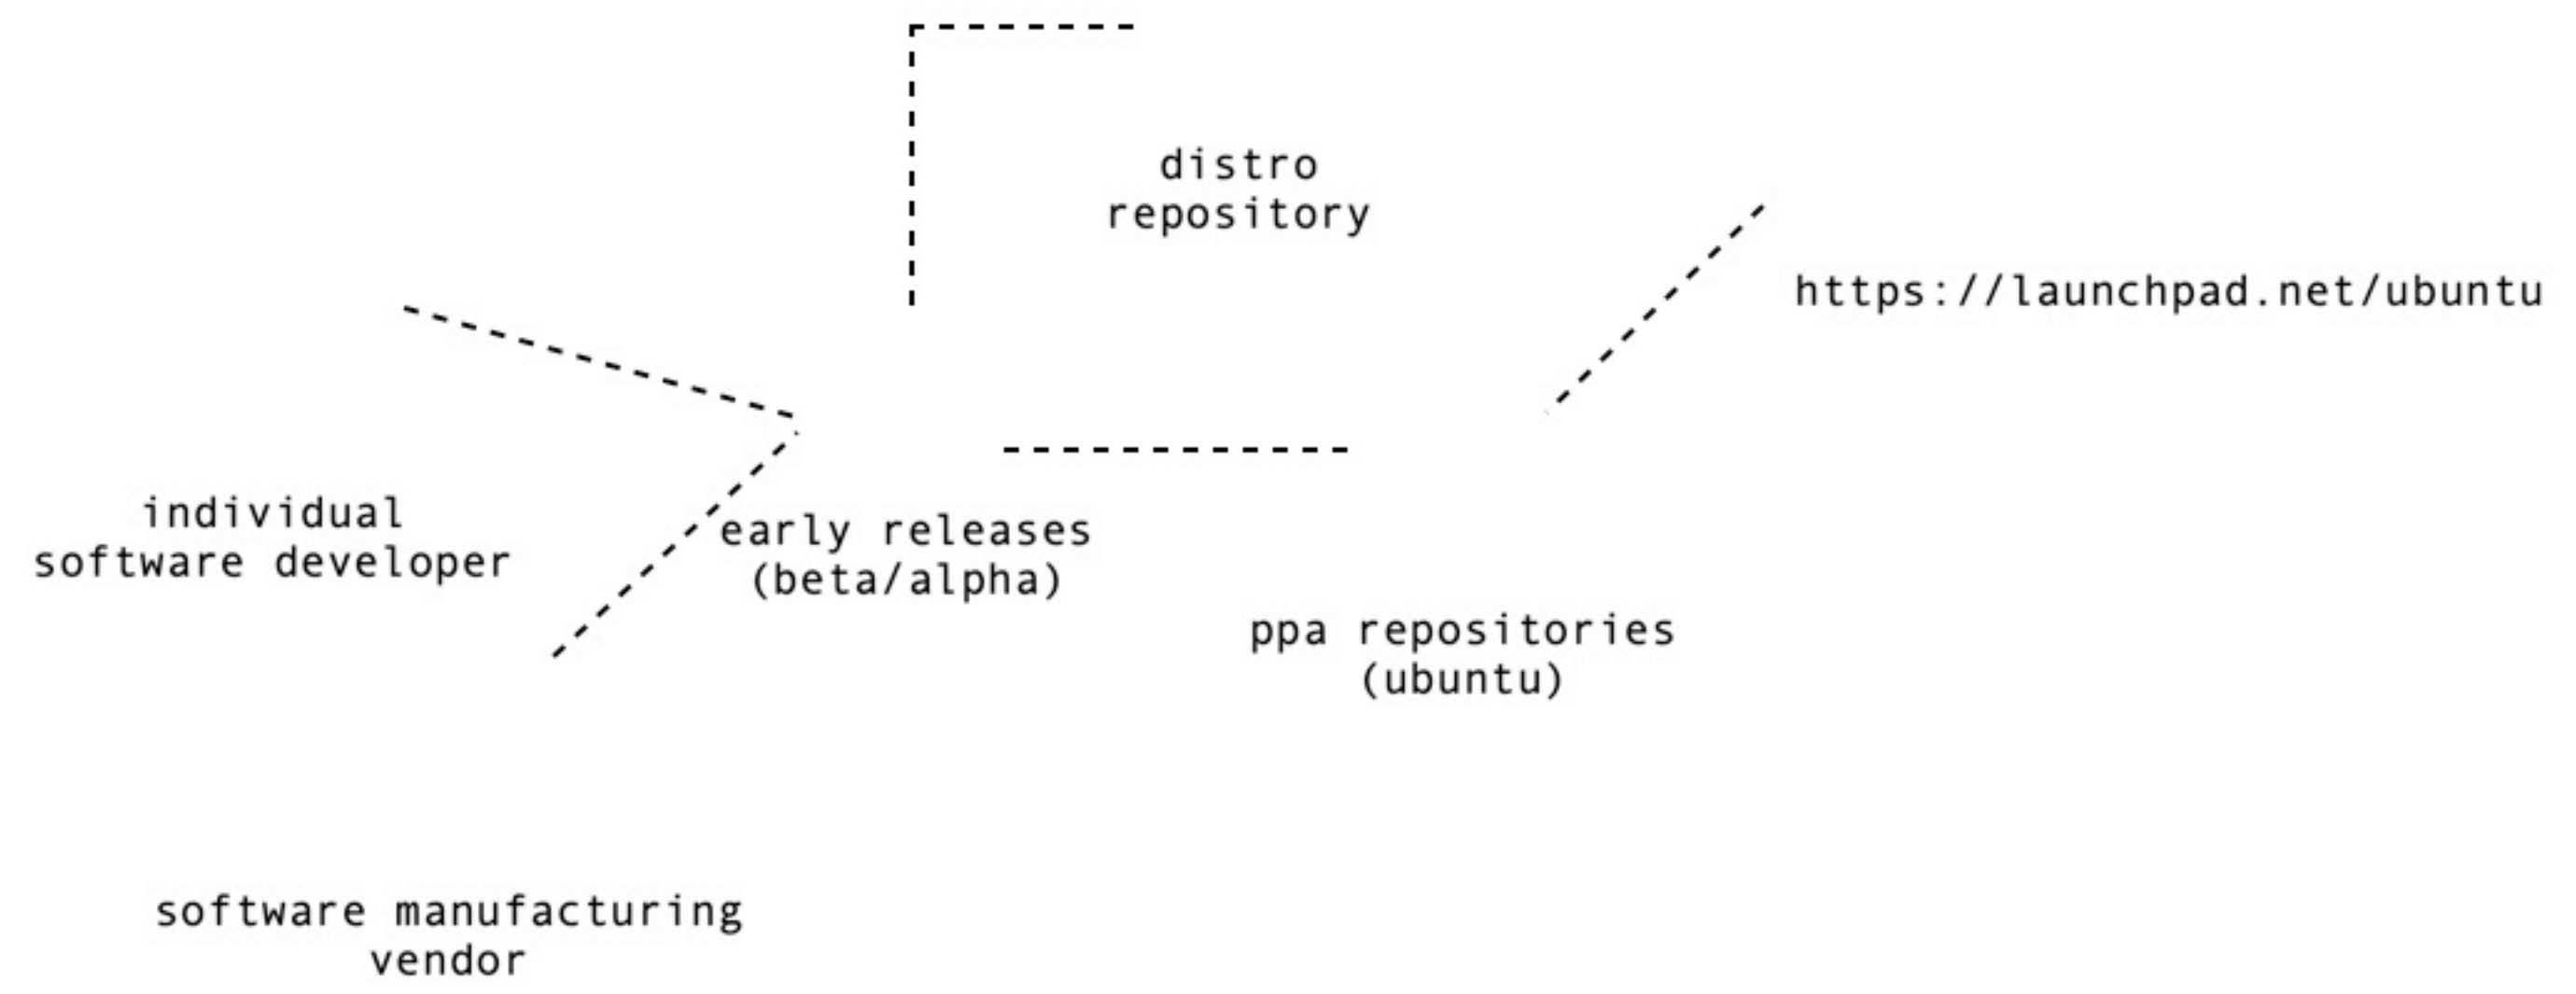 distro
repository
https://launchpad.net/ubuntu
individual
software developer
early releases
(beta/alpha)
ppa repositories
(ubuntu)
software manufacturing
vendor